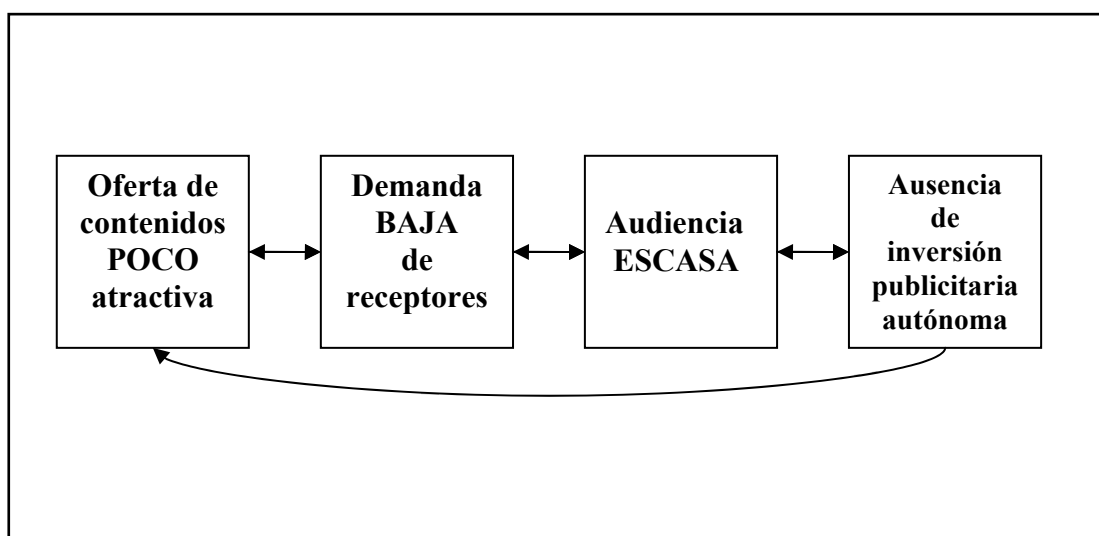 Oferta de
contenidos
POCO
atractiva
Demanda
BAJA
de
receptores
Audiencia
ESCASA
Ausencia
de
inversión
publicitaria
autónoma